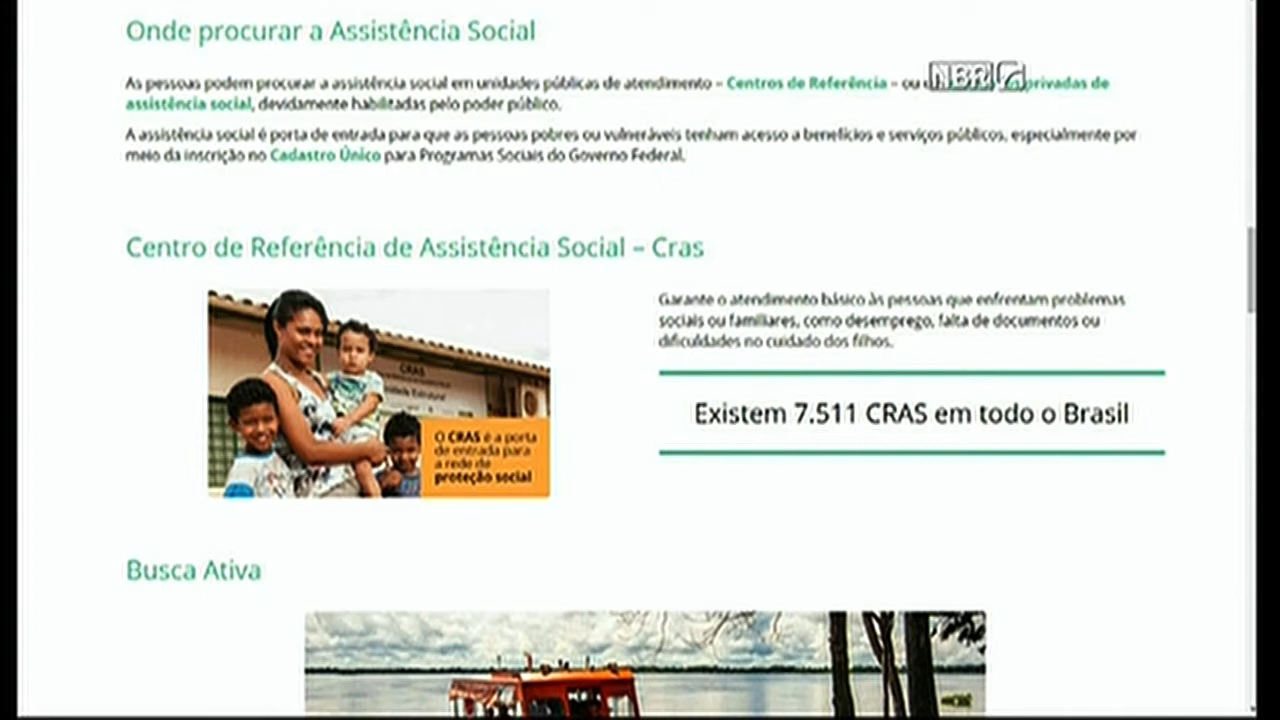 Onde procurar a Assistência Social
As pessoas podem procurar a assistência social em unidades públicas de atendimento – Centros de Referência – ou privadas de
NBR
assistência social, devidamente habilitadas pelo poder público.
A assistência social é porta de entrada para que as pessoas pobres ou vulneráveis tenham acesso a benefícios e serviços públicos, especialmente por
meio da inscrição no Cadastro Único para Programas Sociais do Governo Federal.
Centro de Referência de Assistência Social – Cras
Garante o atendimento básico às pessoas que enfrentam problemas
sociais ou familiares, como desemprego, falta de documentos ou
dificuldades no cuidado dos filhos.
Existem 7.511 CRAS em todo o Brasil
CRAS
O CRAS é a porta
de entrada para
a rede de
proteção social
Busca Ativa